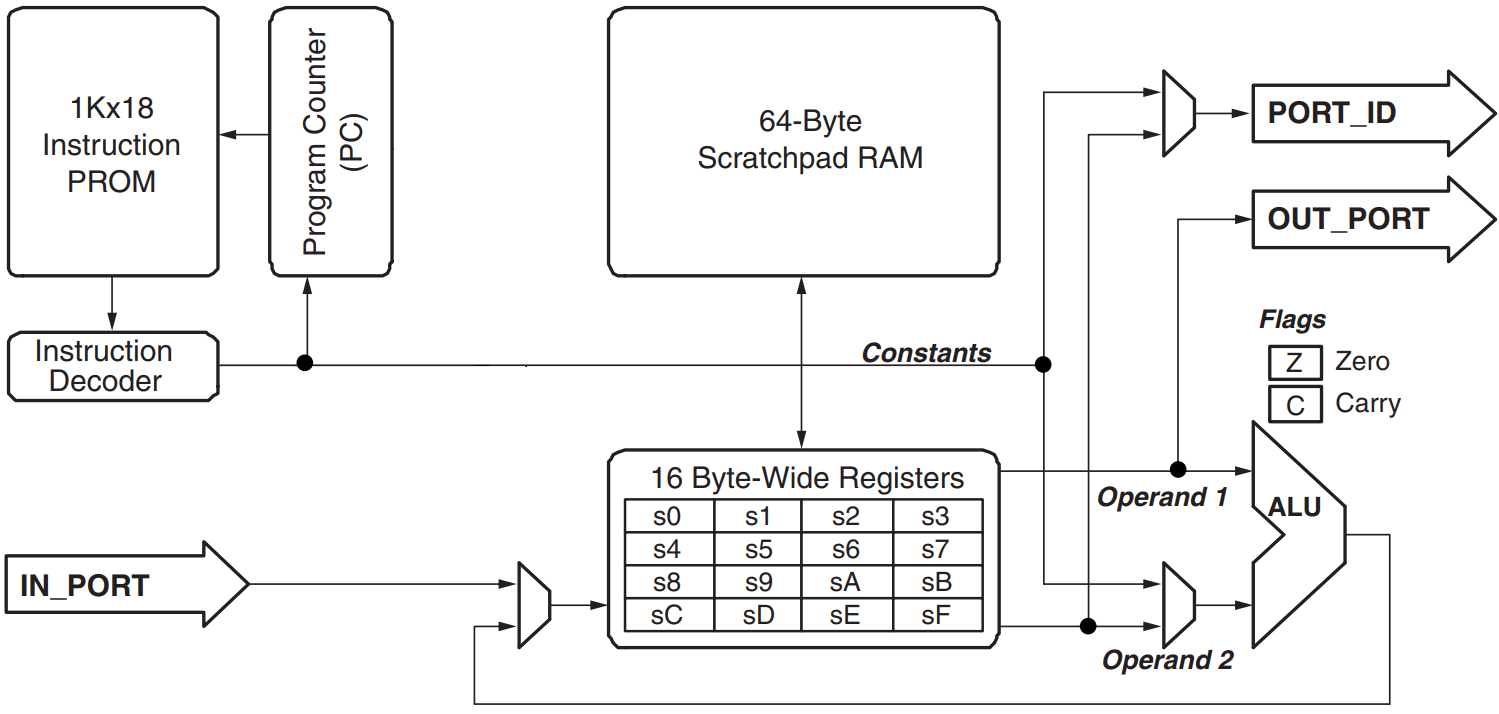 1Kx18
Instruction
PROM
Program Counter
(PC)
64-Byte
Scratchpad RAM
PORT_ID
OUT_PORT
Instruction
Decoder
Constants
Flags
Z Zero
C Carry
16 Byte-Wide Registers
s0 s1 s2 s3
s4 s5 s6 s7
s8 s9 sA sB
sC sD sE sF
Operand 1
ALU
IN_PORT
Operand 2